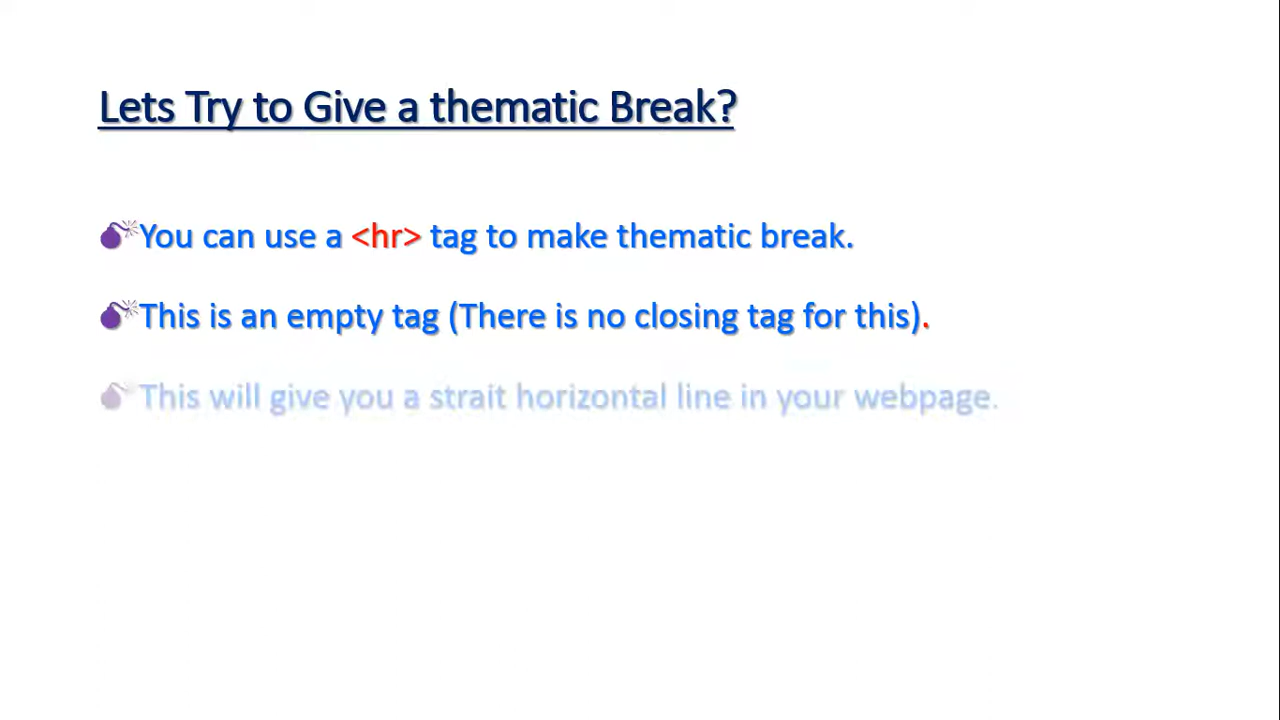 Lets Try to Give a thematic Break?
You can use a <hr> tag to make thematic break.
This is an empty tag (There is no closing tag for this).
This will give you a strait horizontal line in your webpage.